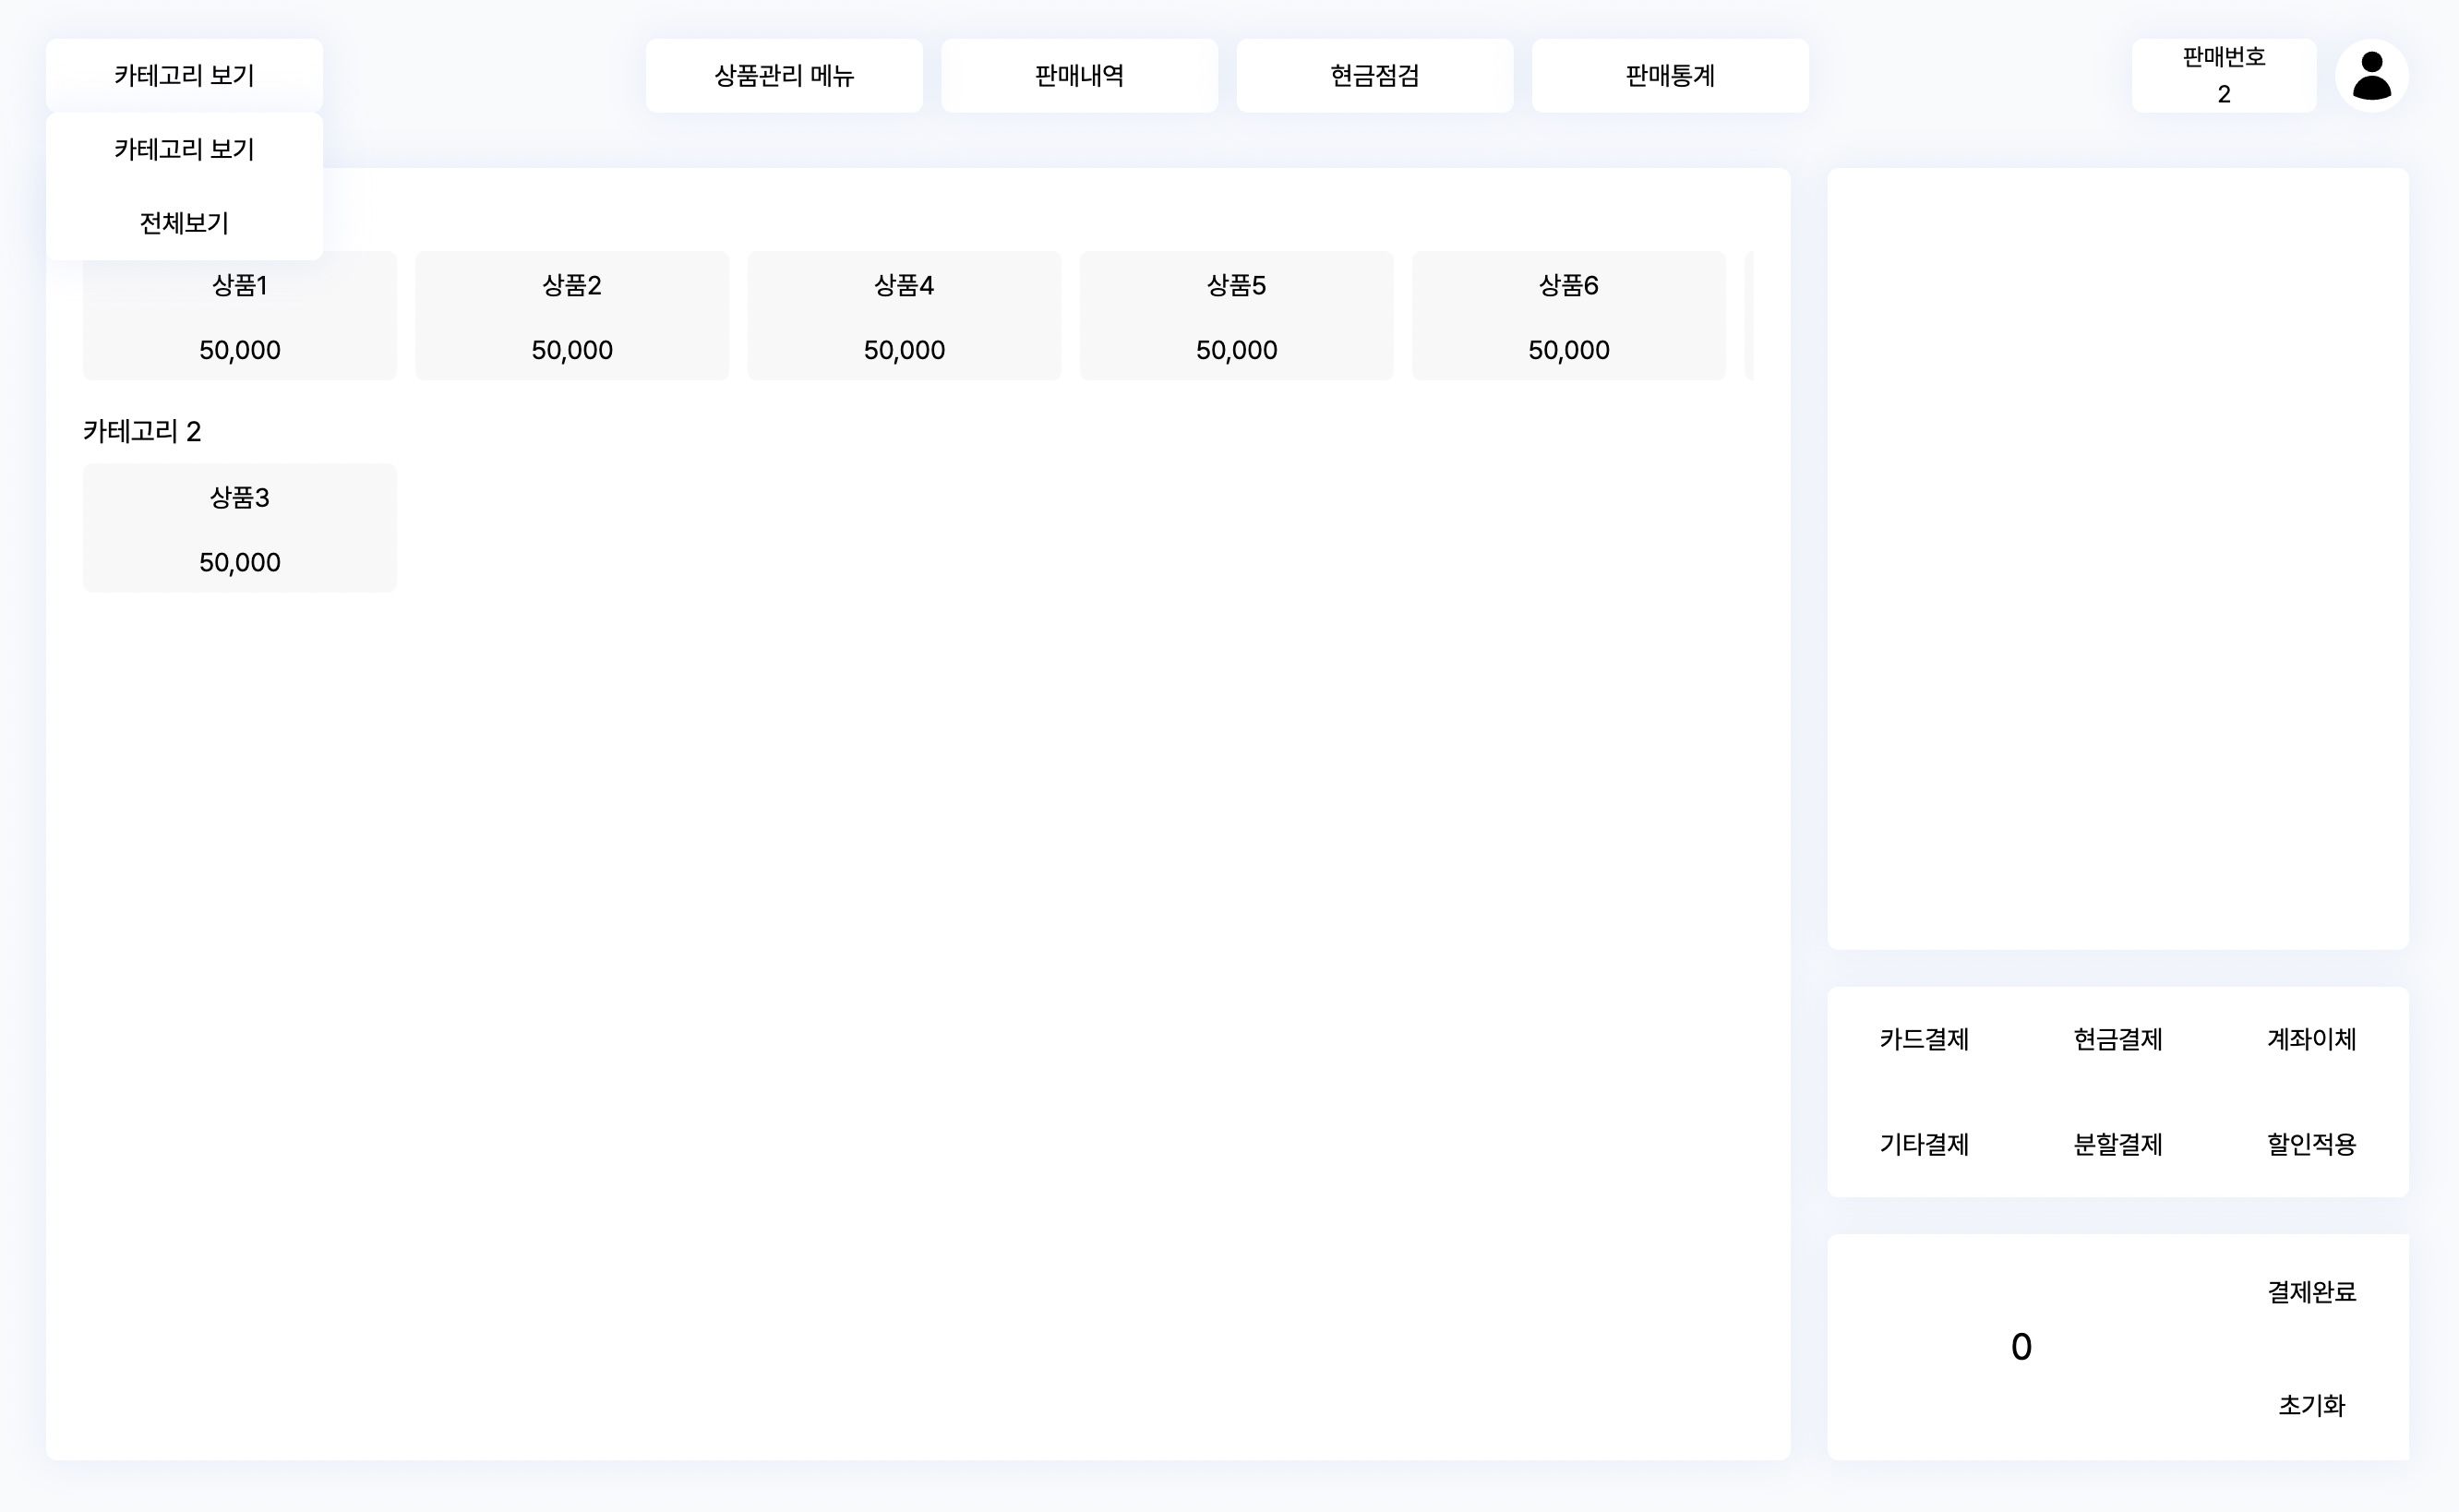 카테고리 보기
상품관리 메뉴
판매내역
현금점검
판매통계
판매번호
2
카테고리 보기
전체보기
상품1
50,000
상품2
50,000
상품4
50,000
상품5
50,000
상품6
50,000
카테고리 2
상품3
50,000
카드결제
현금결제
계좌이체
기타결제
분할결제
할인적용
0
결제완료
초기화